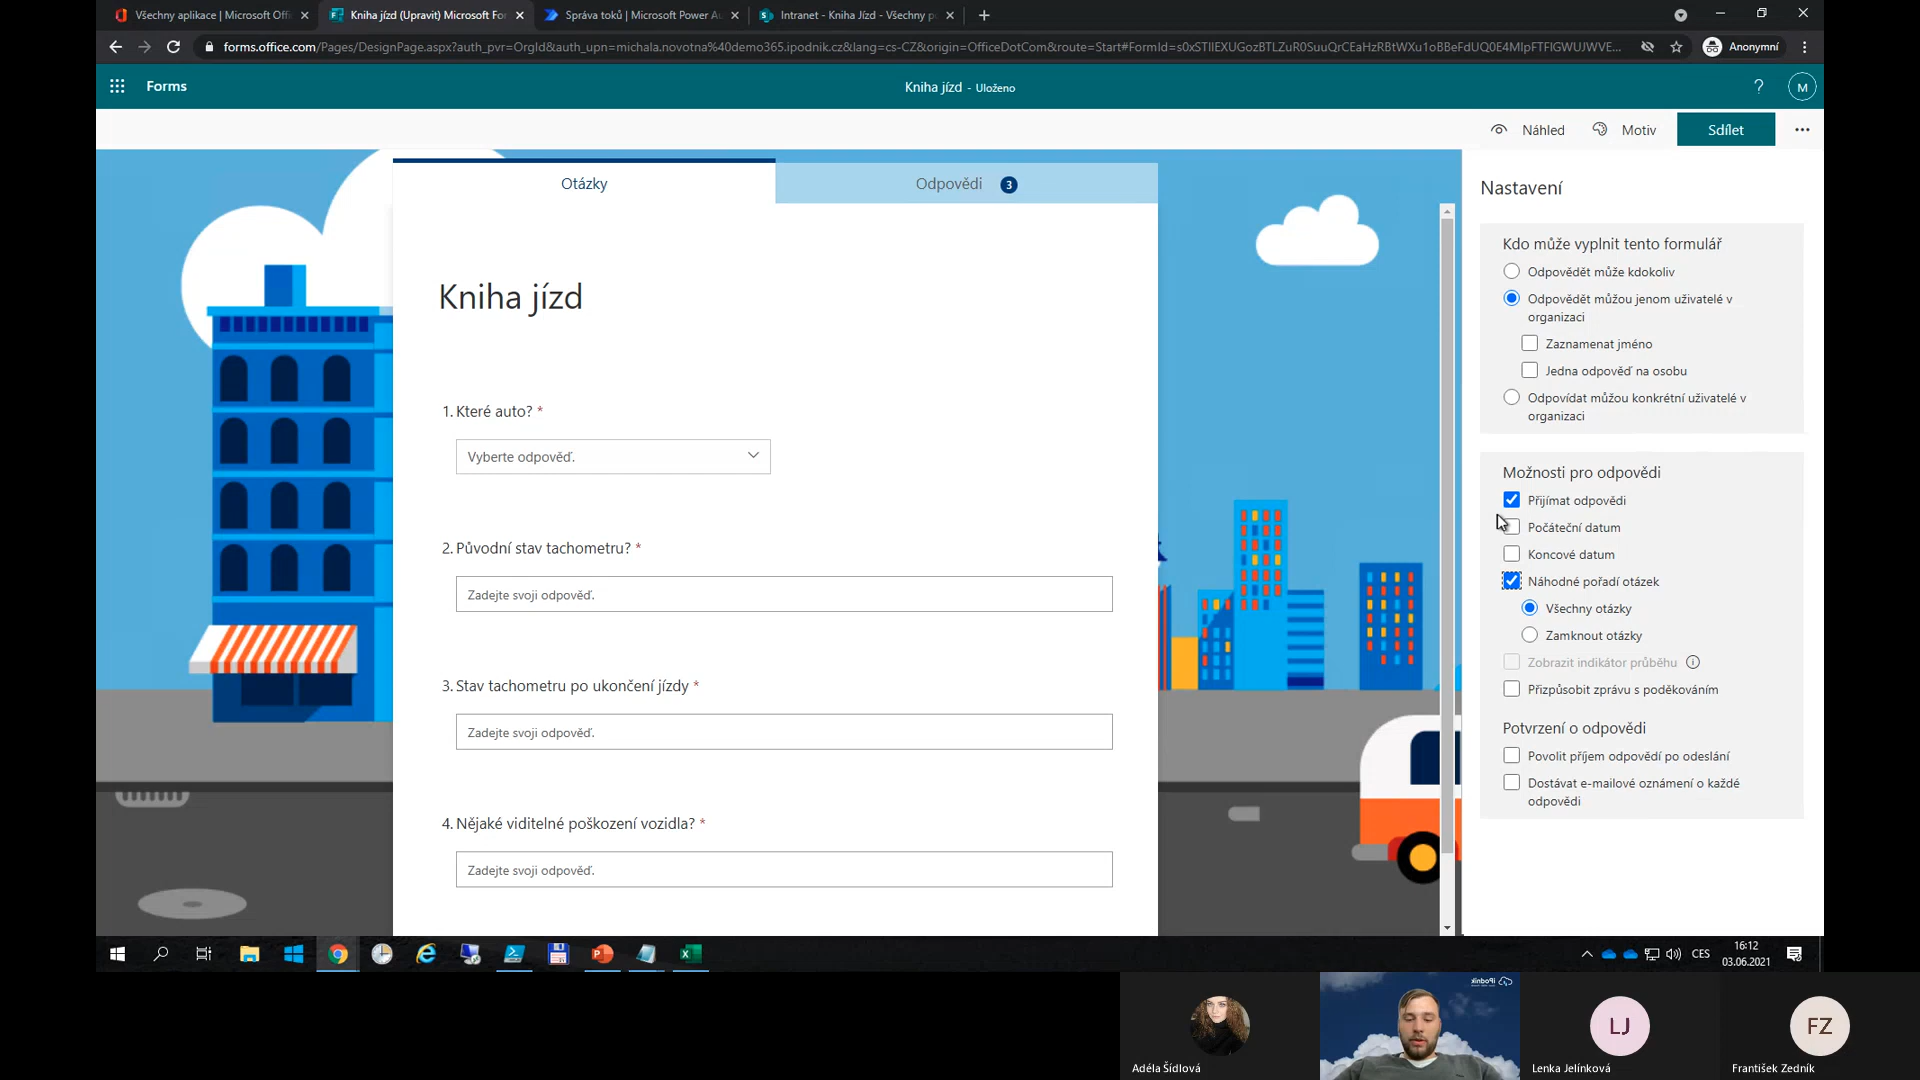 Všechny aplikace | Microsoft Offi
Kniha jízd (Upravit) Microsoft Fo
Správa toků | Microsoft Power Au
Intranet - Kniha Jízd - Všechny p
forms.office.com/Pages/DesignPage.aspx?auth_pvr=OrgId&auth_upn=michala.novotna%40demo365.ipodnik.cz&lang=cs-CZ&origin=OfficeDotCom&route=Start#FormId=
Anonymní
Forms
Kniha jízd - Uloženo
?
M
Náhled
Motiv
Sdílet
Otázky
Odpovědi 3
Kniha jízd
1. Které auto? *
Vyberte odpověď.
2. Původní stav tachometru? *
Zadejte svoji odpověď.
3. Stav tachometru po ukončení jízdy *
Zadejte svoji odpověď.
4. Nějaké viditelné poškození vozidla? *
Zadejte svoji odpověď.
Nastavení
Kdo může vyplnit tento formulář
Odpovědět může kdokoliv
Odpovědět můžou jenom uživatelé v
organizaci
Zaznamenat jméno
Jedna odpověď na osobu
Odpovídat můžou konkrétní uživatelé v
organizaci
Možnosti pro odpovědi
Přijímat odpovědi
Počáteční datum
Koncové datum
Náhodné pořadí otázek
Všechny otázky
Zamknout otázky
Zobrazit indikátor průběhu
Přizpůsobit zprávu s poděkováním
Potvrzení o odpovědi
Povolit příjem odpovědí po odeslání
Dostávat e-mailové oznámení o každé
odpovědi
CES
16:12
03.06.2021
iPodnik
LJ
FZ
Adéla Šídlová
Lenka Jelínková
František Zedník